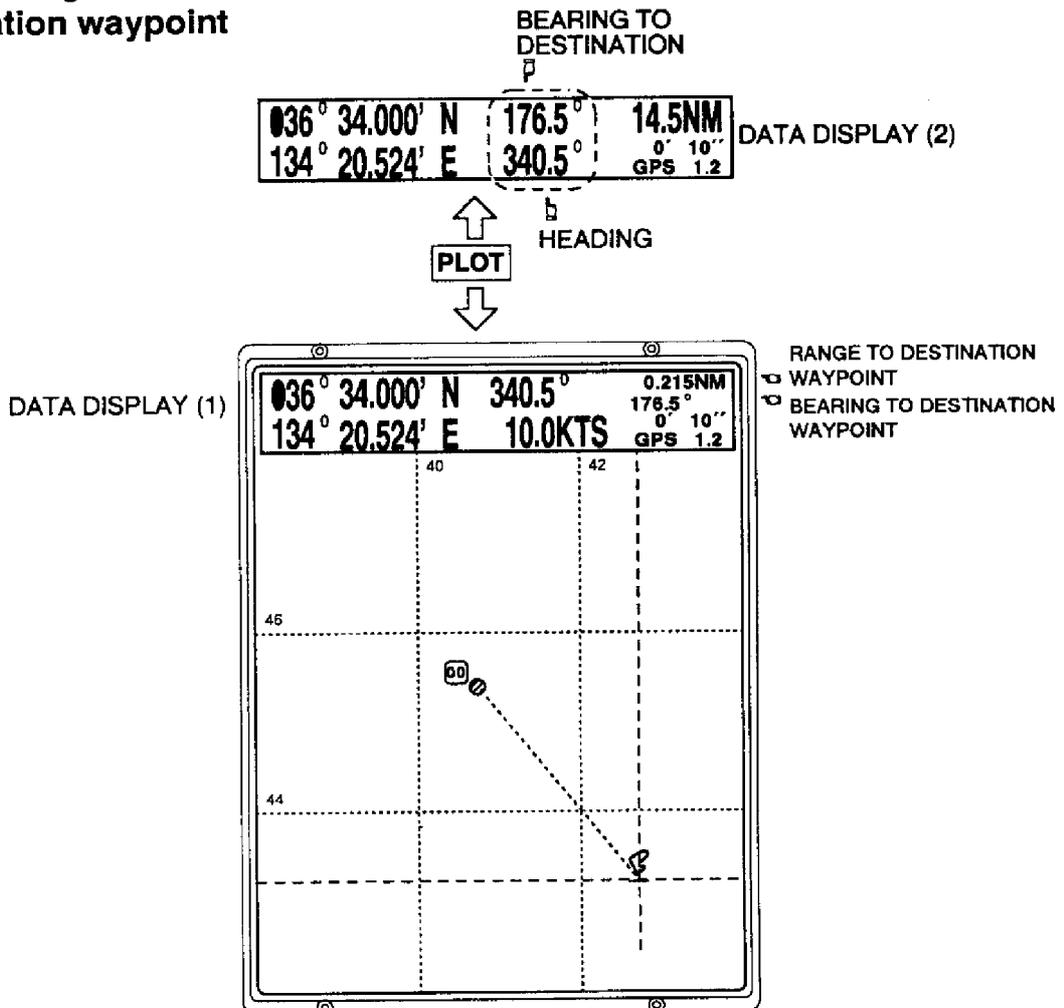 ation waypoint
BEARING TO
DESTINATION
036° 34.000' N 176.5° 14.5NM
134° 20.524' E 340.5° 0' 10''
GPS 1.2
DATA DISPLAY (2)
HEADING
PLOT
DATA DISPLAY (1)
036° 34.000' N 340.5° 0.215NM
176.5°
134° 20.524' E 10.0KTS 0' 10''
GPS 1.2
RANGE TO DESTINATION
WAYPOINT
BEARING TO DESTINATION
WAYPOINT
40 42
46
00
44